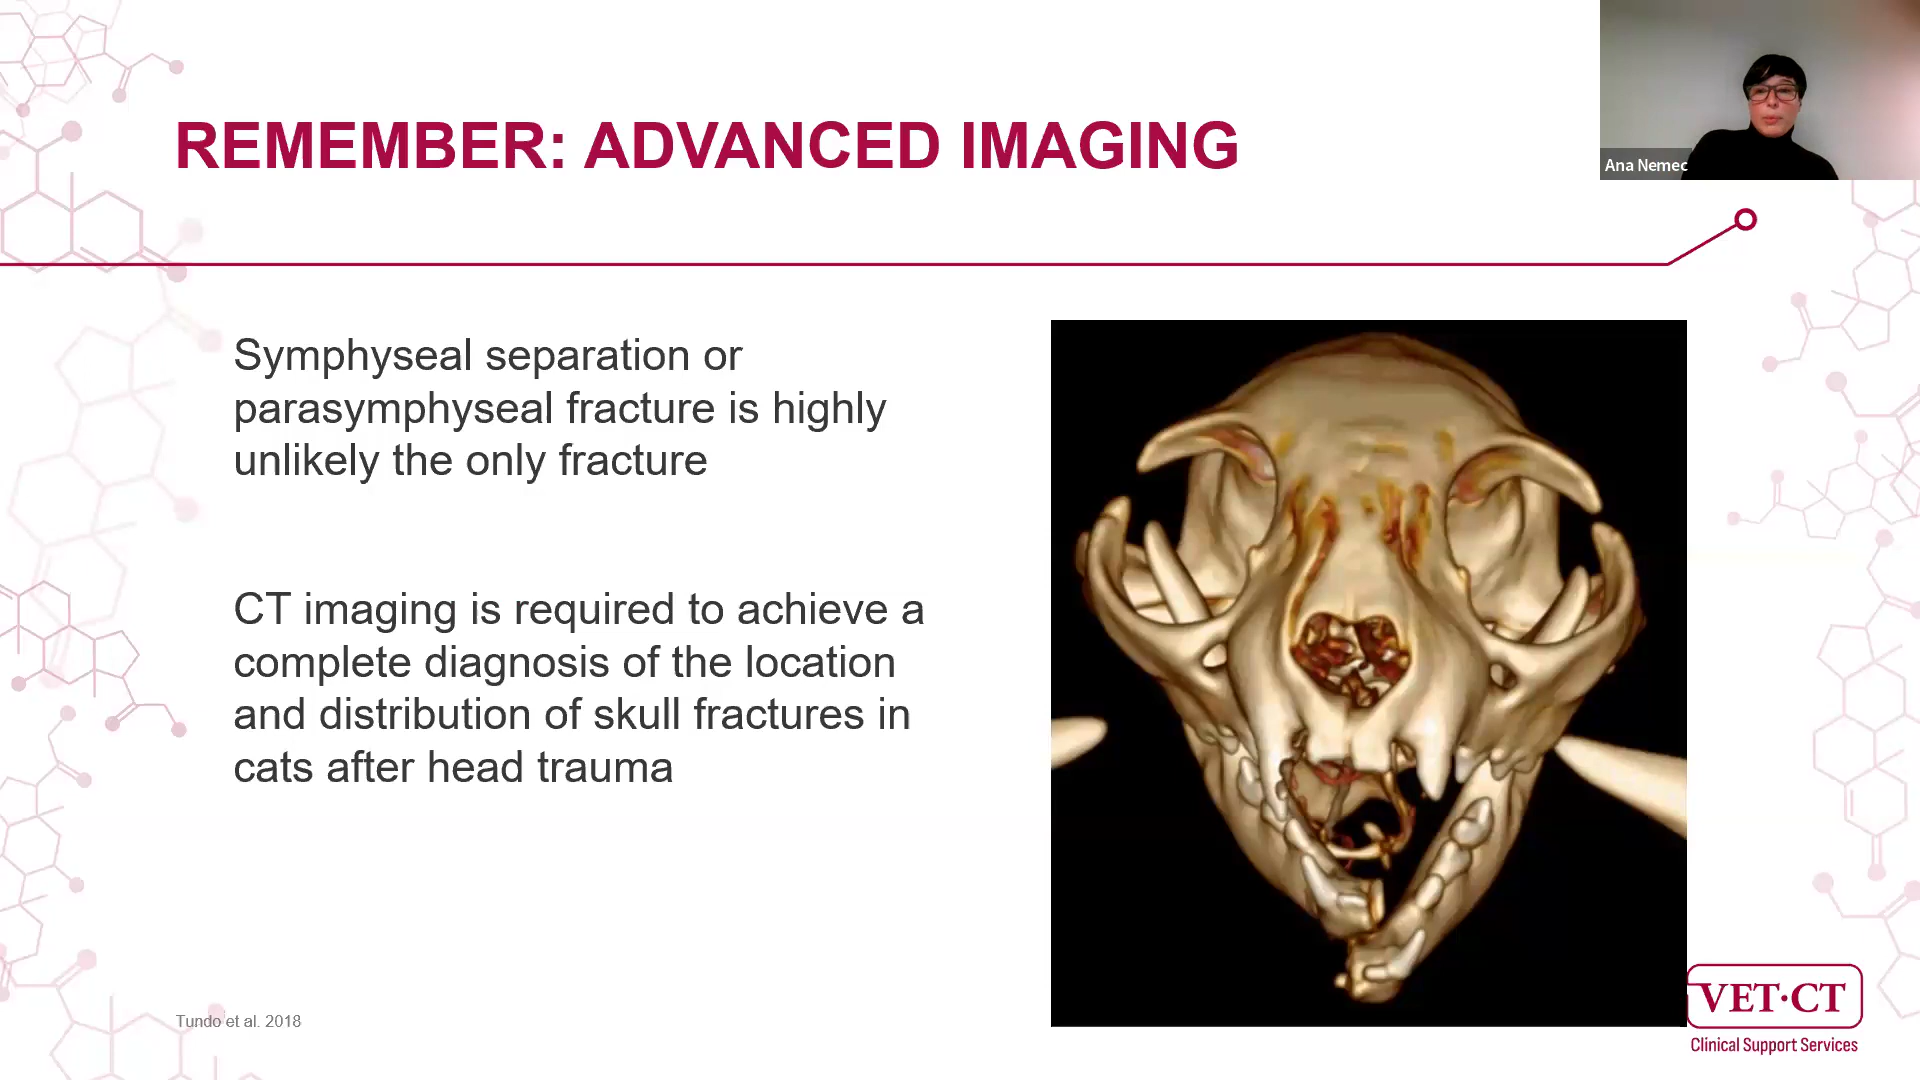 REMEMBER: ADVANCED IMAGING
Ana Nemec
Symphyseal separation or
parasymphyseal fracture is highly
unlikely the only fracture
CT imaging is required to achieve a
complete diagnosis of the location
and distribution of skull fractures in
cats after head trauma
Tundo et al. 2018
VET·CT
Clinical Support Services